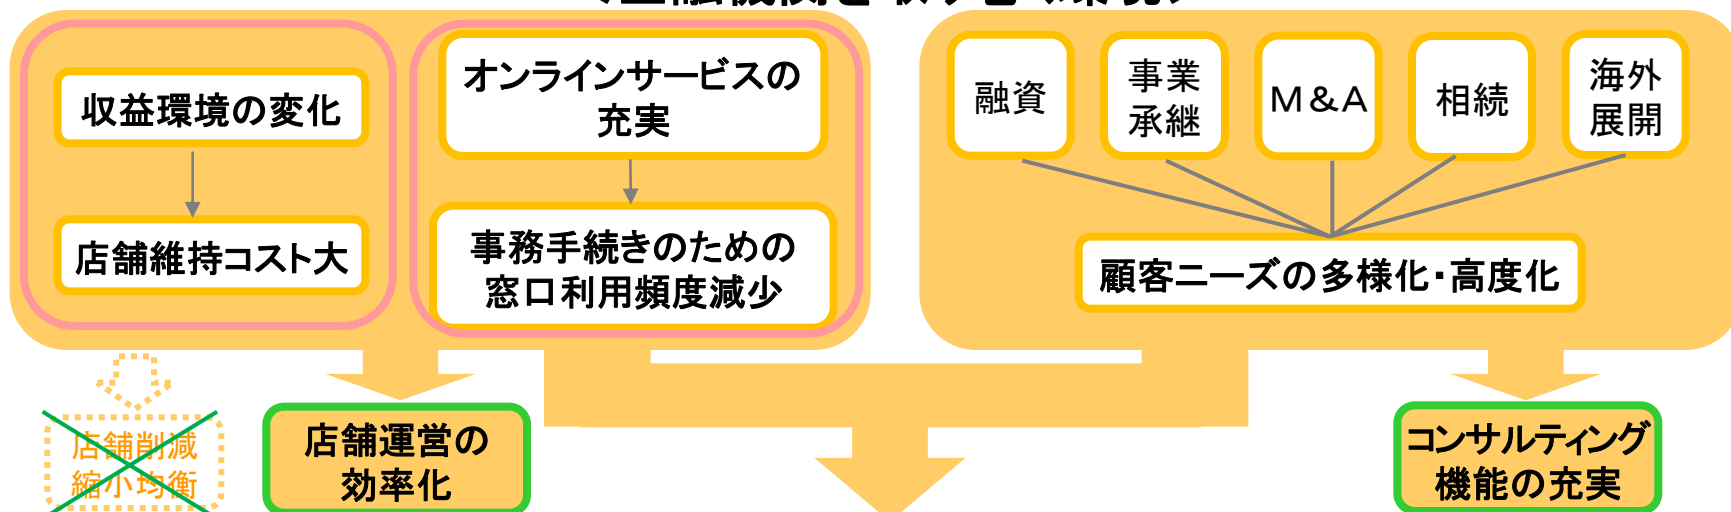 収益環境の変化
店舗維持コスト大
オンラインサービスの
充実
事務手続きのための
窓口利用頻度減少
融資
事業
承継
M&A
相続
海外
展開
顧客ニーズの多様化・高度化
店舗削減
縮小均衡
店舗運営の
効率化
コンサルティング
機能の充実